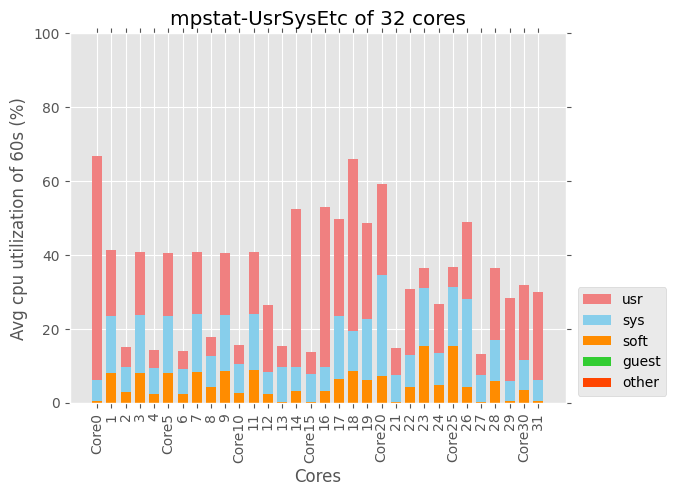 mpstat-UsrSysEtc of 32 cores
Avg cpu utilization of 60s (%)
100
80
60
40
20
0
Core0
1
2
3
4
Core5
6
7
8
9
Core10
11
12
13
14
Core15
16
17
18
19
Core20
21
22
23
24
Core25
26
27
28
29
Core30
31
Cores
usr
sys
soft
guest
other